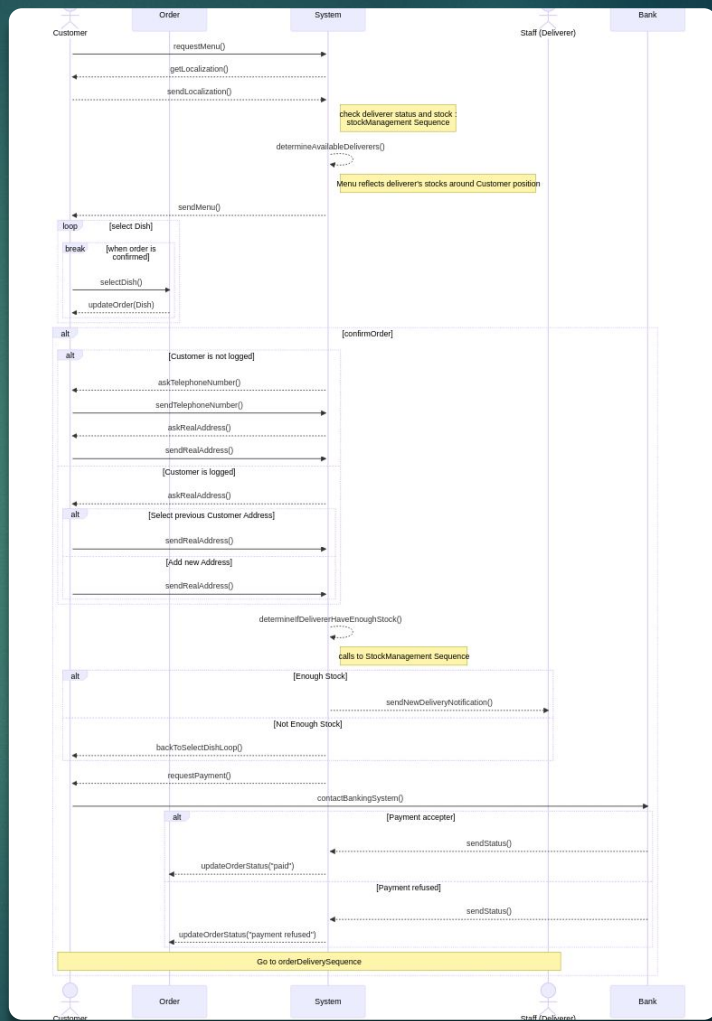 Order
System
Bank
Customer
Staff (Deliverer)
requestMenu()
getLocalization()
sendLocalization()
check deliverer status and stock :
stockManagement Sequence
determineAvailableDeliverers()
Menu reflects deliverer's stocks around Customer position
sendMenu()
loop
[select Dish]
break
[when order is
confirmed]
selectDish()
updateOrder(Dish)
alt
[confirmOrder]
alt
[Customer is not logged]
askTelephoneNumber()
sendTelephoneNumber()
askRealAddress()
sendRealAddress()
[Customer is logged]
askRealAddress()
alt
[Select previous Customer Address]
sendRealAddress()
[Add new Address]
sendRealAddress()
determineIfDelivererHaveEnoughStock()
calls to StockManagement Sequence
alt
[Enough Stock]
sendNewDeliveryNotification()
[Not Enough Stock]
backToSelectDishLoop()
requestPayment()
contactBankingSystem()
alt
[Payment accepter]
sendStatus()
updateOrderStatus("paid")
[Payment refused]
sendStatus()
updateOrderStatus("payment refused")
Go to orderDeliverySequence
Order
System
Bank
Customer
Staff (Deliverer)